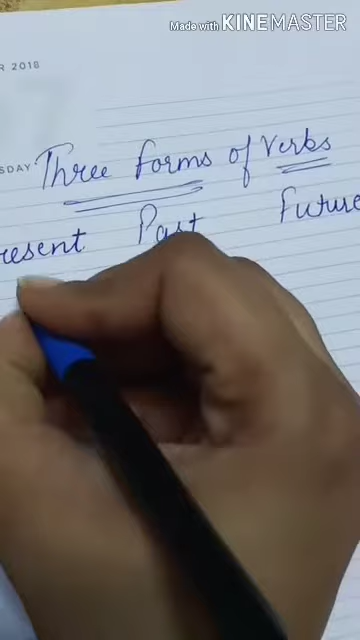 Made with KINEMASTER
R 2018
SDAY
Three forms of Verbs
resent Past Future